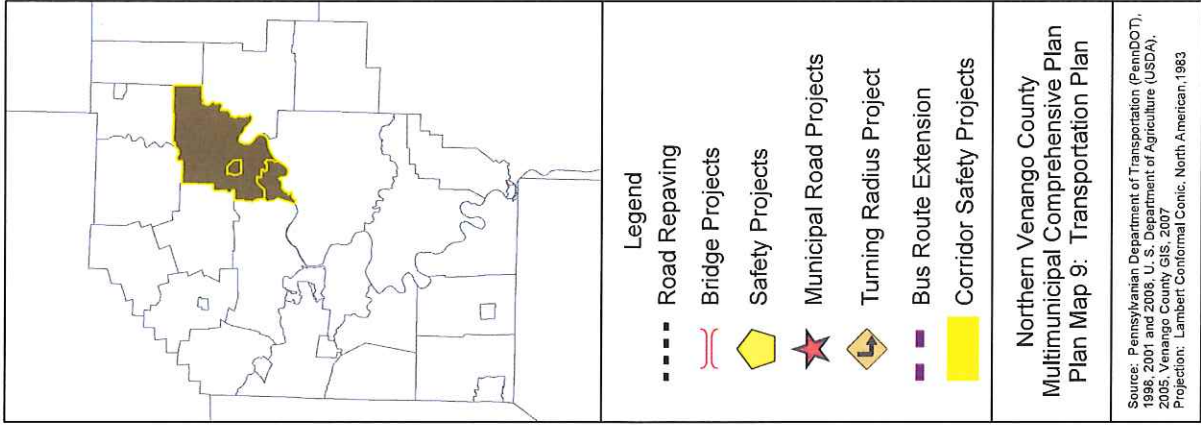 Legend
Road Repaving
Bridge Projects
Safety Projects
Municipal Road Projects
Turning Radius Project
Bus Route Extension
Corridor Safety Projects
Northern Venango County
Multimunicipal Comprehensive Plan
Plan Map 9: Transportation Plan
Source: Pennsylvanian Department of Transportation (PennDOT),
1998, 2001 and 2008, U. S. Department of Agriculture (USDA),
2005, Venango County GIS, 2007
Projection: Lambert Conformal Conic, North American,1983